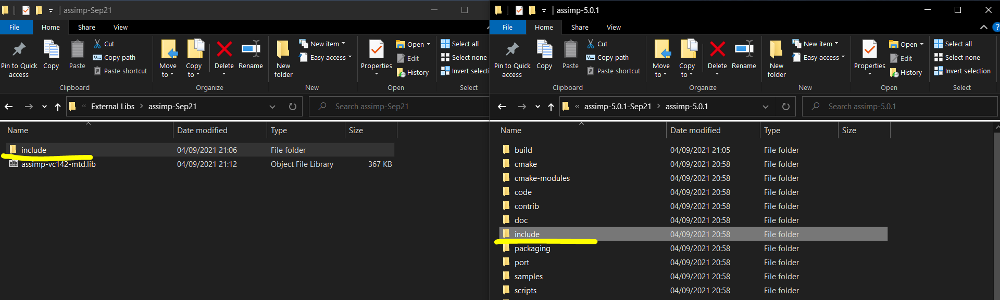 assimp-Sep21
File Home Share View
Pin to Quick access
Copy
Paste
Cut
Copy path
Paste shortcut
Clipboard
Move to
Copy to
Delete
Rename
Organize
New folder
New item
Easy access
New
Properties
Open
Edit
History
Open
Select all
Select none
Invert selecti
Select
External Libs assimp-Sep21
Search assimp-Sep21
Name Date modified Type Size
include 04/09/2021 21:06 File folder
assimp-vc142-mtd.lib 04/09/2021 21:12 Object File Library 367 KB
assimp-5.0.1
File Home Share View
Pin to Quick access
Copy
Paste
Cut
Copy path
Paste shortcut
Clipboard
Move to
Copy to
Delete
Rename
Organize
New folder
New item
Easy access
New
Properties
Open
Edit
History
Open
Select all
Select none
Invert selection
Select
assimp-5.0.1-Sep21 assimp-5.0.1
Search assimp-5.0.1
Name Date modified Type Size
build 04/09/2021 21:05 File folder
cmake 04/09/2021 20:58 File folder
cmake-modules 04/09/2021 20:58 File folder
code 04/09/2021 20:58 File folder
contrib 04/09/2021 20:58 File folder
doc 04/09/2021 20:58 File folder
include 04/09/2021 20:58 File folder
packaging 04/09/2021 20:58 File folder
port 04/09/2021 20:58 File folder
samples 04/09/2021 20:58 File folder
scripts 04/09/2021 20:58 File folder